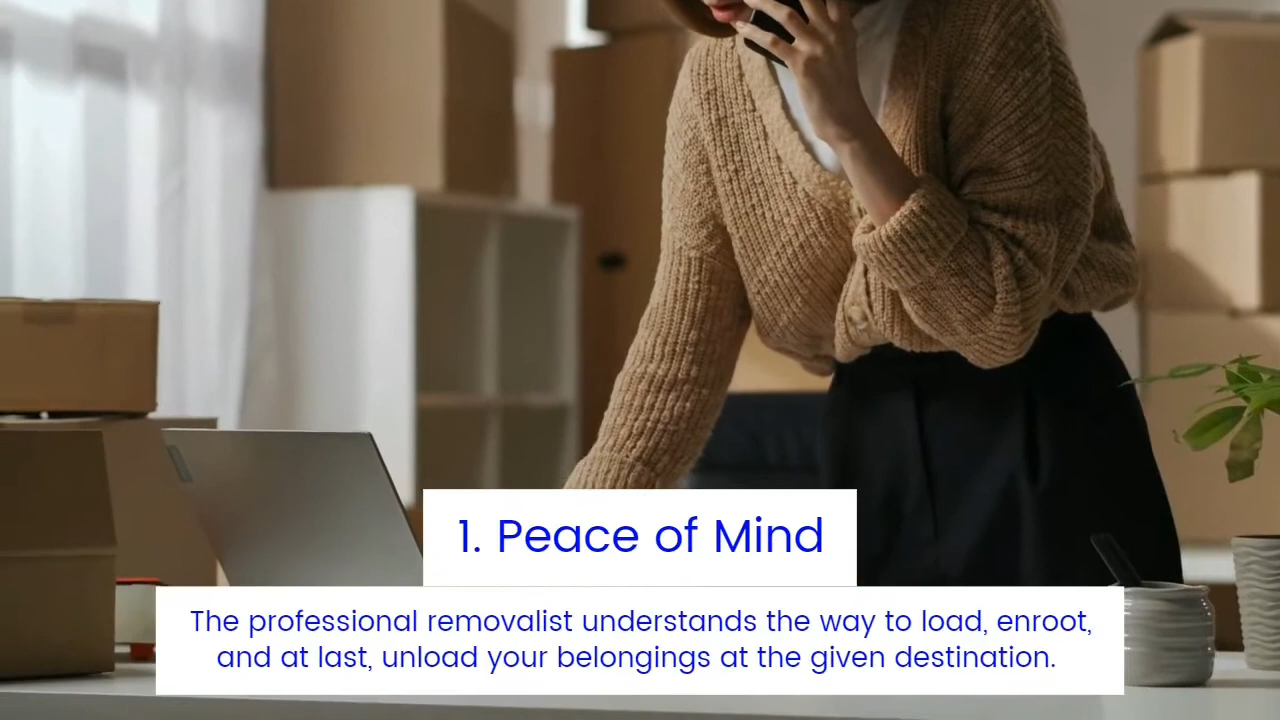 1. Peace of Mind
The professional removalist understands the way to load, enroot,
and at last, unload your belongings at the given destination.